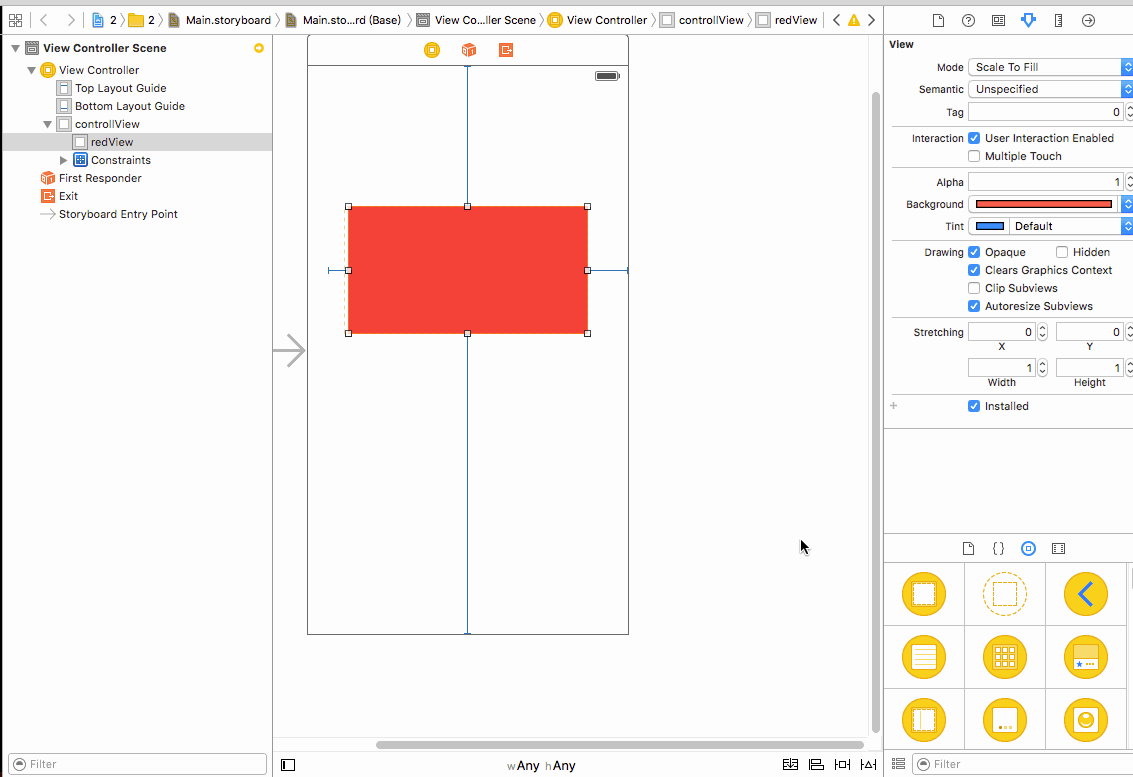 2 2 Main.storyboard Main.sto...rd (Base) View Co...ller Scene View Controller controllView redView
View Controller Scene
View Controller
Top Layout Guide
Bottom Layout Guide
controllView
redView
Constraints
First Responder
Exit
Storyboard Entry Point
Filter
wAny hAny
View
Mode Scale To Fill
Semantic Unspecified
Tag 0
Interaction User Interaction Enabled
Multiple Touch
Alpha 1
Background
Tint Default
Drawing Opaque Hidden
Clears Graphics Context
Clip Subviews
Autoresize Subviews
Stretching 0 0
X Y
1 1
Width Height
+ Installed
{}
Filter